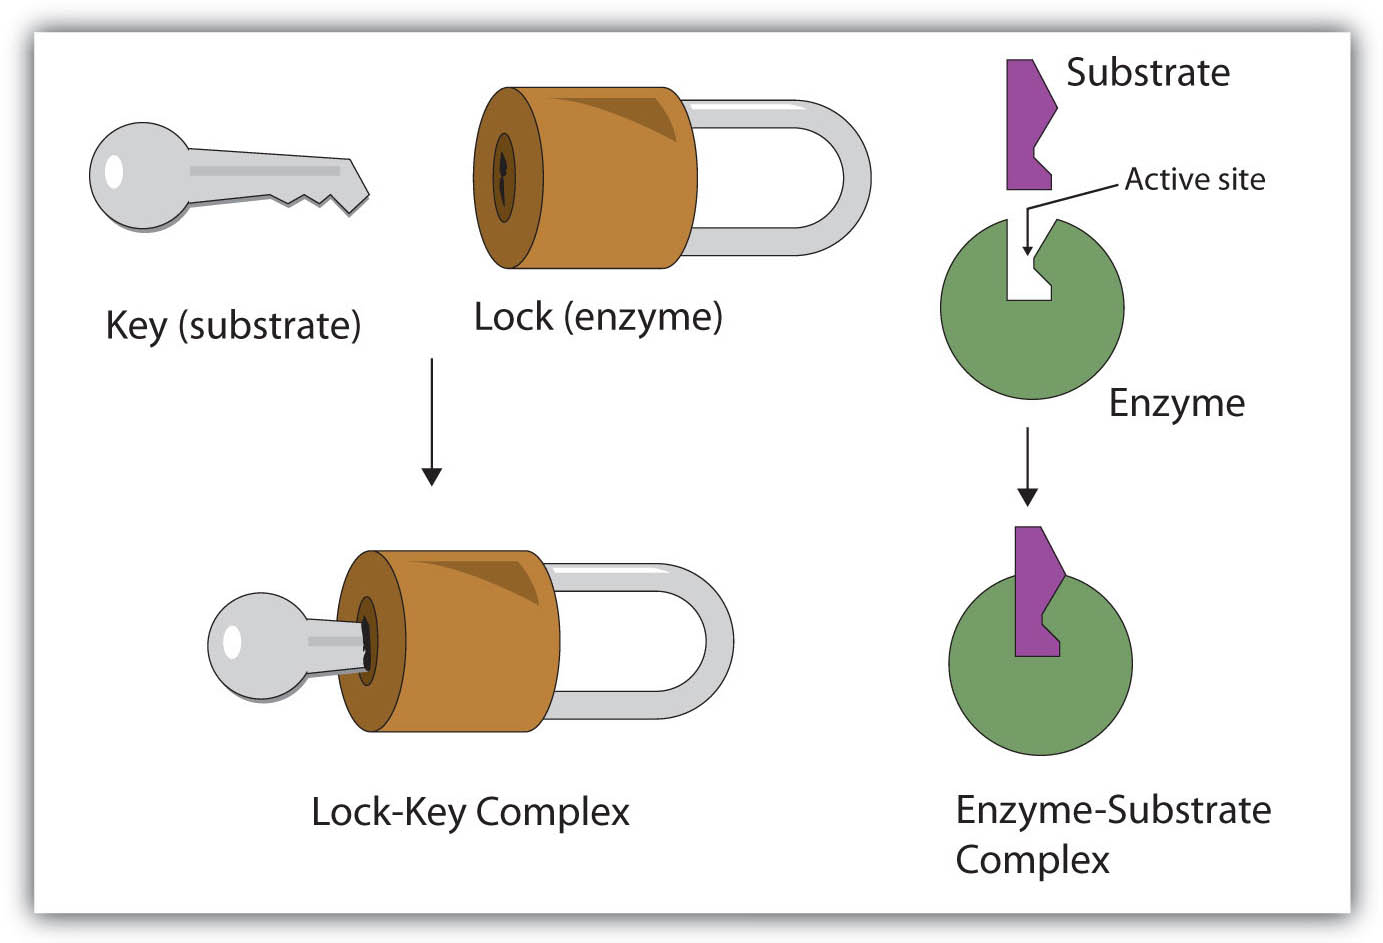 Key (substrate)
Lock (enzyme)
Lock-Key Complex
Substrate
Active site
Enzyme
Enzyme-Substrate
Complex